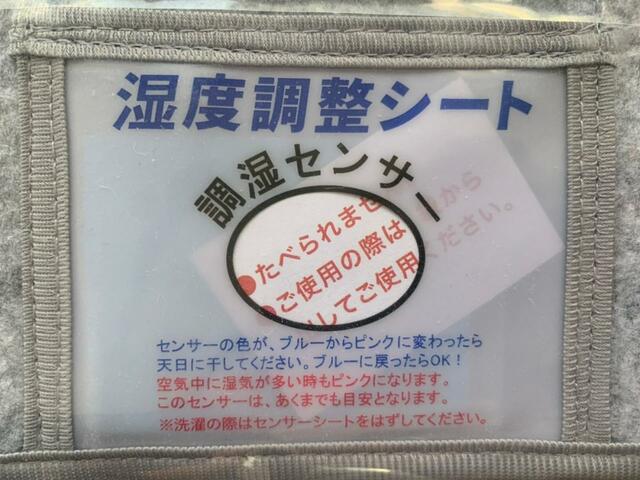 湿度調整シート
調湿センサー
●たべられませ
から
●ご使用の際は
してご使用ください。
センサーの色が、ブルーからピンクに変わったら
天日に干してください。ブルーに戻ったらOK!
空気中に湿気が多い時もピンクになります。
このセンサーは、あくまでも目安となります。
※洗濯の際はセンサーシートをはずしてください。